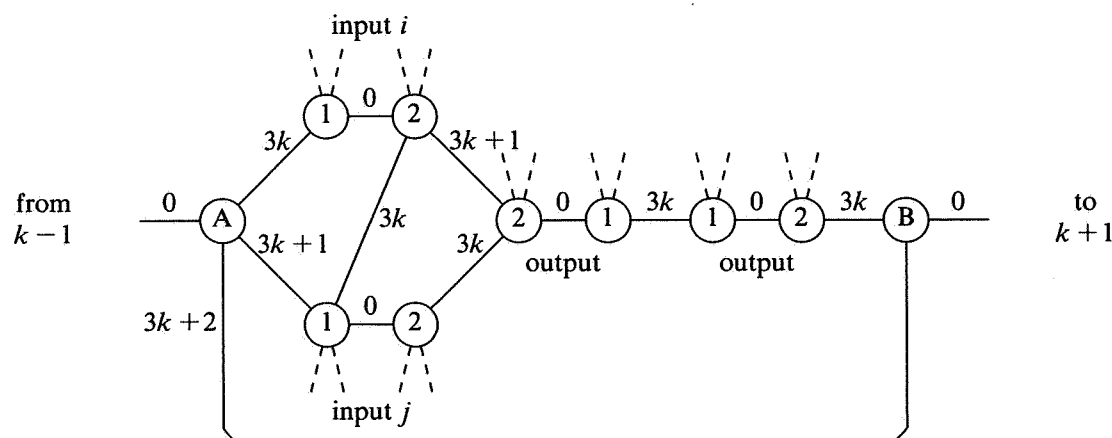 input i
0
1 2
3k 3k + 1
from
k − 1
0
A
3k
2 0 1 3k 1 0 2 3k B 0
to
k + 1
3k + 1
3k
output output
3k + 2
1 0 2
input j